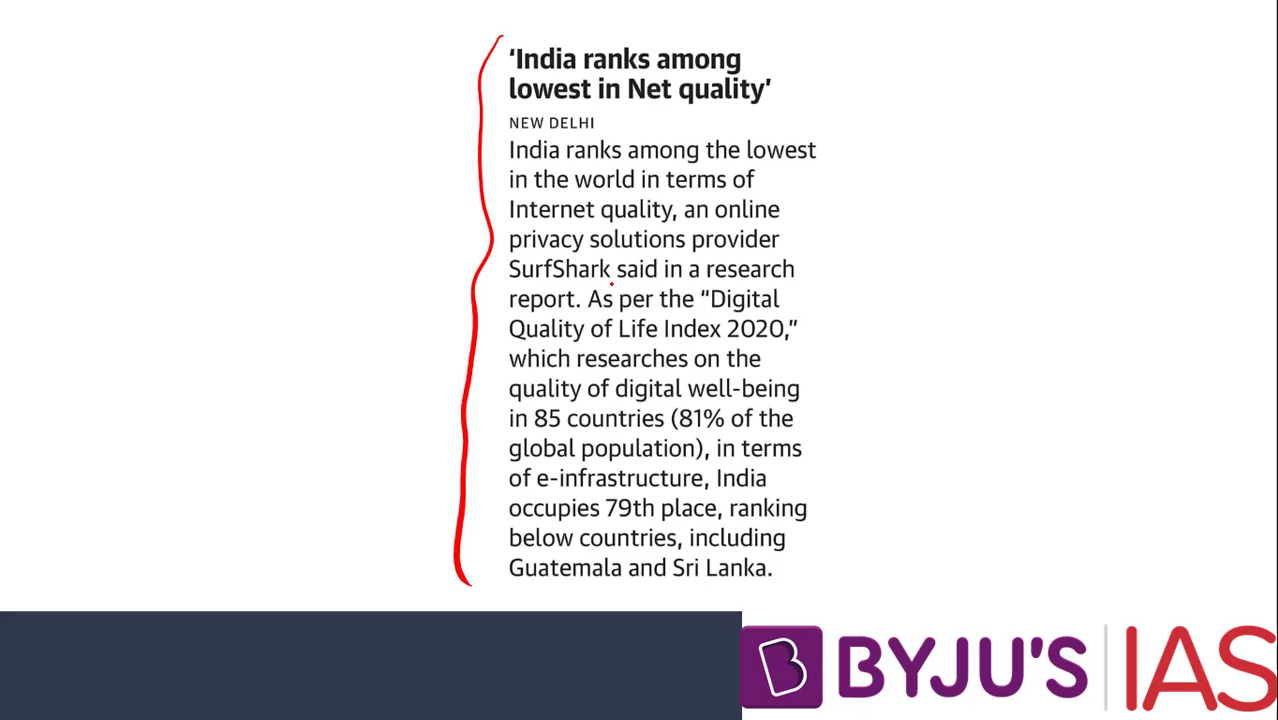 ‘India ranks among
lowest in Net quality’
NEW DELHI
India ranks among the lowest
in the world in terms of
Internet quality, an online
privacy solutions provider
SurfShark said in a research
report. As per the “Digital
Quality of Life Index 2020,”
which researches on the
quality of digital well-being
in 85 countries (81% of the
global population), in terms
of e-infrastructure, India
occupies 79th place, ranking
below countries, including
Guatemala and Sri Lanka.
B BYJU'S IAS